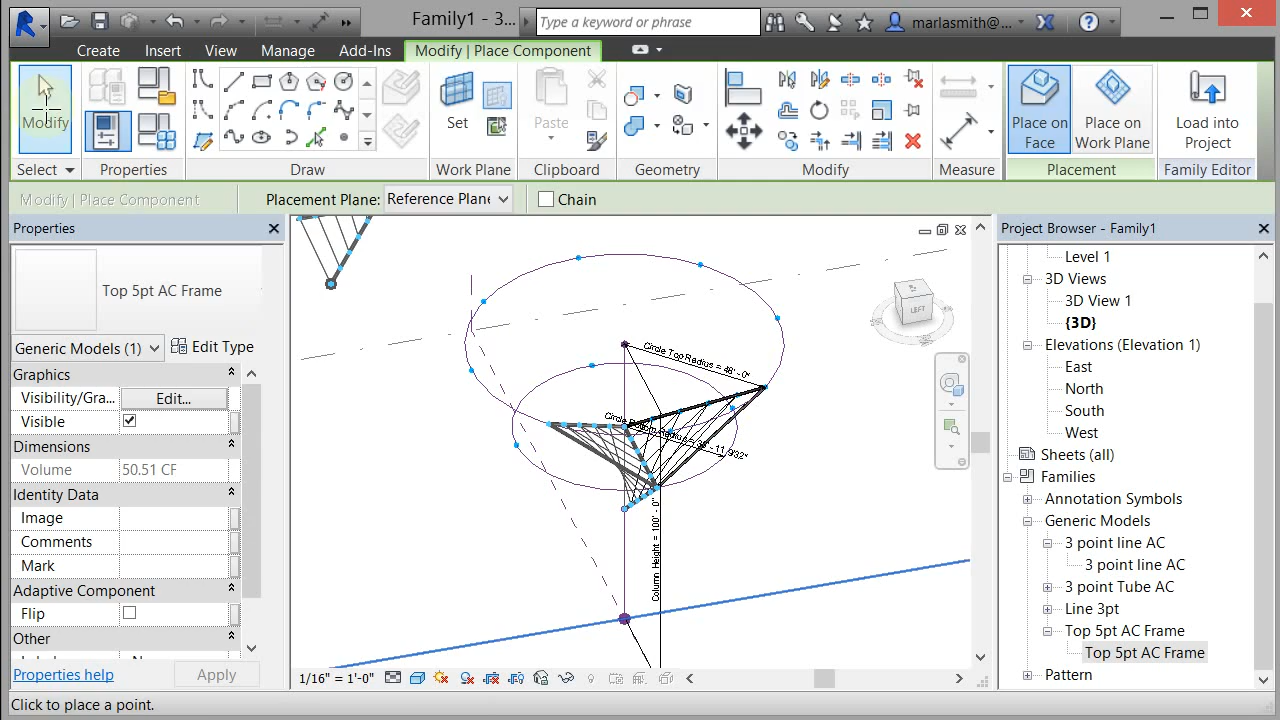 Family1 - 3...
Type a keyword or phrase
marlasmith@...
Create
Insert
View
Manage
Add-Ins
Modify | Place Component
Modify
Set
Paste
Place on
Face
Place on
Work Plane
Load into
Project
Select
Properties
Draw
Work Plane
Clipboard
Geometry
Modify
Measure
Placement
Family Editor
Modify | Place Component
Placement Plane:
Reference Plane
Chain
Properties
Top 5pt AC Frame
Generic Models (1)
Edit Type
Graphics
Visibility/Gra...
Edit...
Visible
Dimensions
Volume
50.51 CF
Identity Data
Image
Comments
Mark
Adaptive Component
Flip
Other
Properties help
Apply
Circle Top Radius = 48' - 0"
Circle Bottom Radius =
11 9/32"
Column Height = 100' - 0"
LEFT
1/16" = 1'-0"
Project Browser - Family1
Level 1
3D Views
3D View 1
{3D}
Elevations (Elevation 1)
East
North
South
West
Sheets (all)
Families
Annotation Symbols
Generic Models
3 point line AC
3 point line AC
3 point Tube AC
Line 3pt
Top 5pt AC Frame
Top 5pt AC Frame
Pattern
Click to place a point.